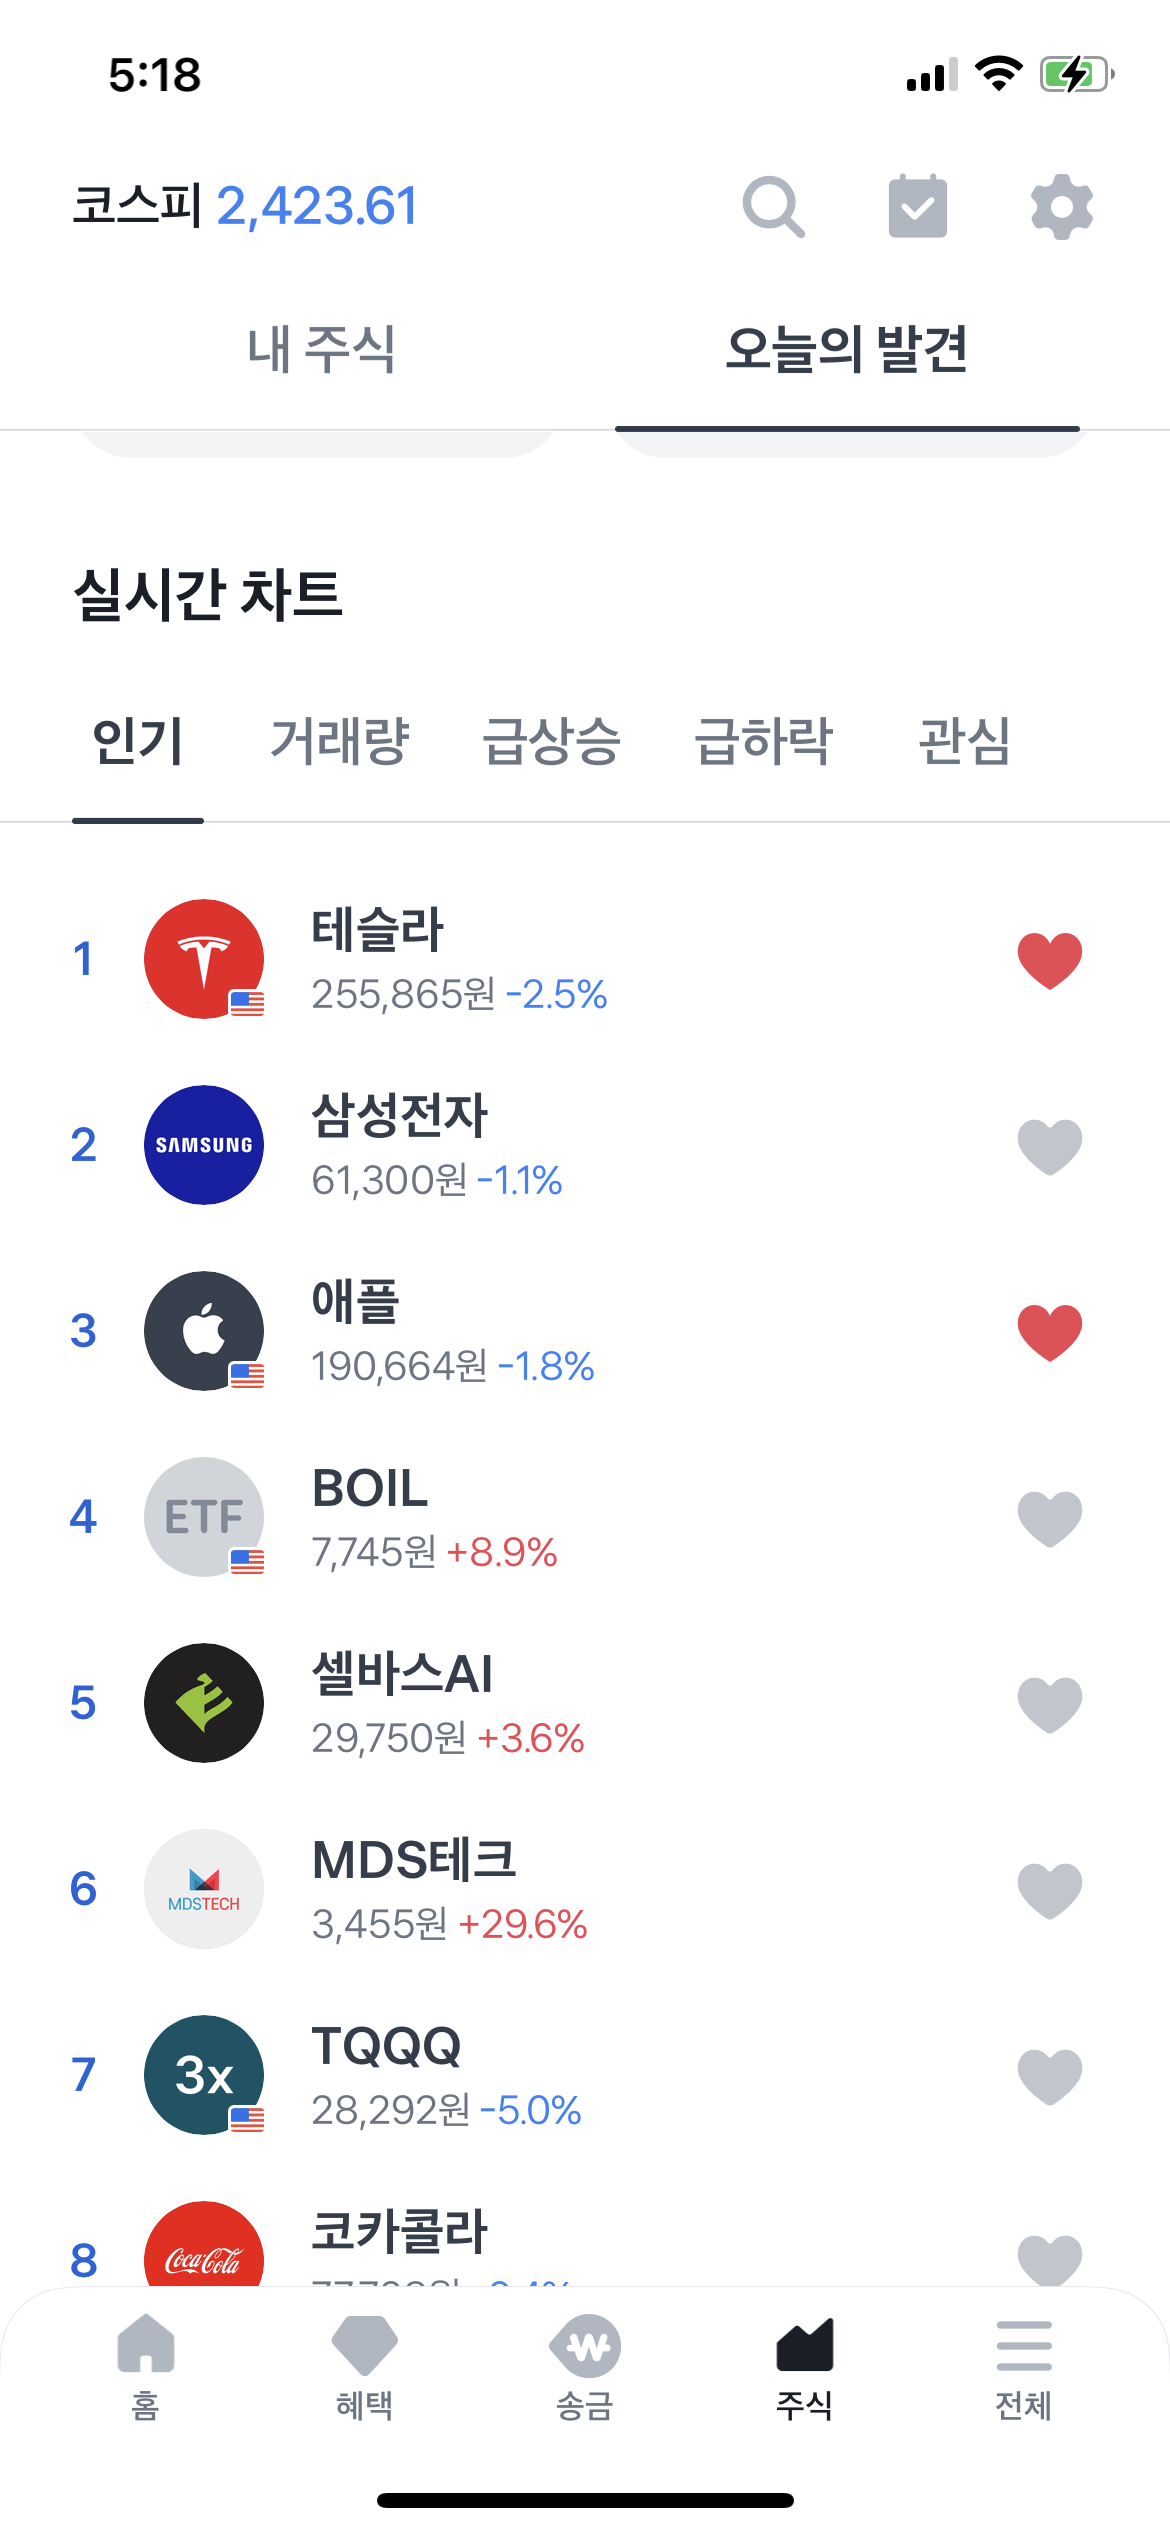 5:18
코스피 2,423.61
내 주식 오늘의 발견
실시간 차트
인기 거래량 급상승 급하락 관심
1 테슬라
255,865원 -2.5%
2 SAMSUNG 삼성전자
61,300원 -1.1%
3 애플
190,664원 -1.8%
4 ETF BOIL
7,745원 +8.9%
5 셀바스AI
29,750원 +3.6%
6 MDSTECH MDS테크
3,455원 +29.6%
7 3x TQQQ
28,292원 -5.0%
8 Coca-Cola 코카콜라
홈 혜택 송금 주식 전체